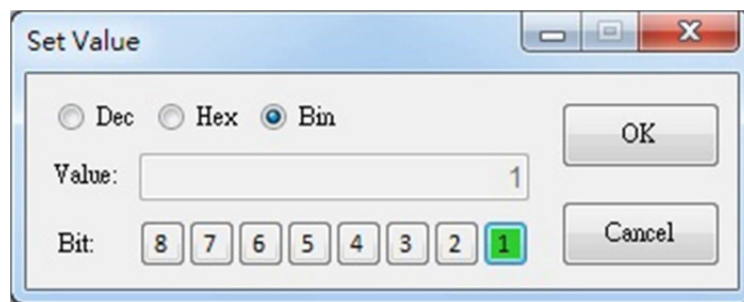 Set Value
Dec Hex Bin
OK
Value: 1
Bit: 8 7 6 5 4 3 2 1
Cancel